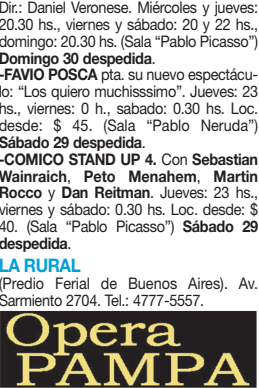 Dir.: Daniel Veronese. Miércoles y jueves:
20.30 hs., viernes y sábado: 20 y 22 hs.,
domingo: 20.30 hs. (Sala "Pablo Picasso")
Domingo 30 despedida.
-FAVIO POSCA pta. su nuevo espectácu-
lo: "Los quiero muchisssimo". Jueves: 23
hs., viernes: 0 h., sabado: 0.30 hs. Loc.
desde: $ 45. (Sala "Pablo Neruda")
Sábado 29 despedida.
-COMICO STAND UP 4. Con Sebastian
Wainraich, Peto Menahem, Martin
Rocco y Dan Reitman. Jueves: 23 hs.,
viernes y sábado: 0.30 hs. Loc. desde: $
40. (Sala "Pablo Picasso") Sábado 29
despedida.
LA RURAL
(Predio Ferial de Buenos Aires). Av.
Sarmiento 2704. Tel.: 4777-5557.
Opera
PAMPA